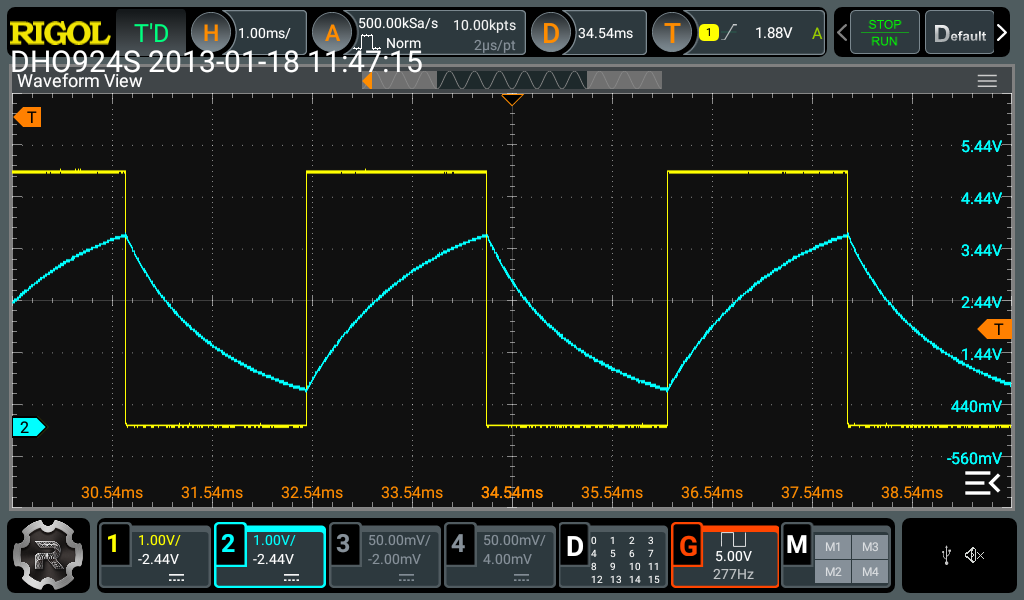 RIGOL T'D H 1.00ms/ A 500.00kSa/s 10.00kpts D 34.54ms T 1 1.88V A STOP Default
Norm 2µs/pt RUN
DHO924S 2013-01-18 11:47:15
Waveform View
T
5.44V
4.44V
3.44V
2.44V
T
1.44V
440mV
2
-560mV
30.54ms 31.54ms 32.54ms 33.54ms 34.54ms 35.54ms 36.54ms 37.54ms 38.54ms
1 1.00V/ 2 1.00V/ 3 50.00mV/ 4 50.00mV/ D 0 1 2 3 G M M1 M3
-2.44V -2.44V -2.00mV 4.00mV 4 5 6 7 5.00V
8 9 10 11 277Hz M2 M4
12 13 14 15
R